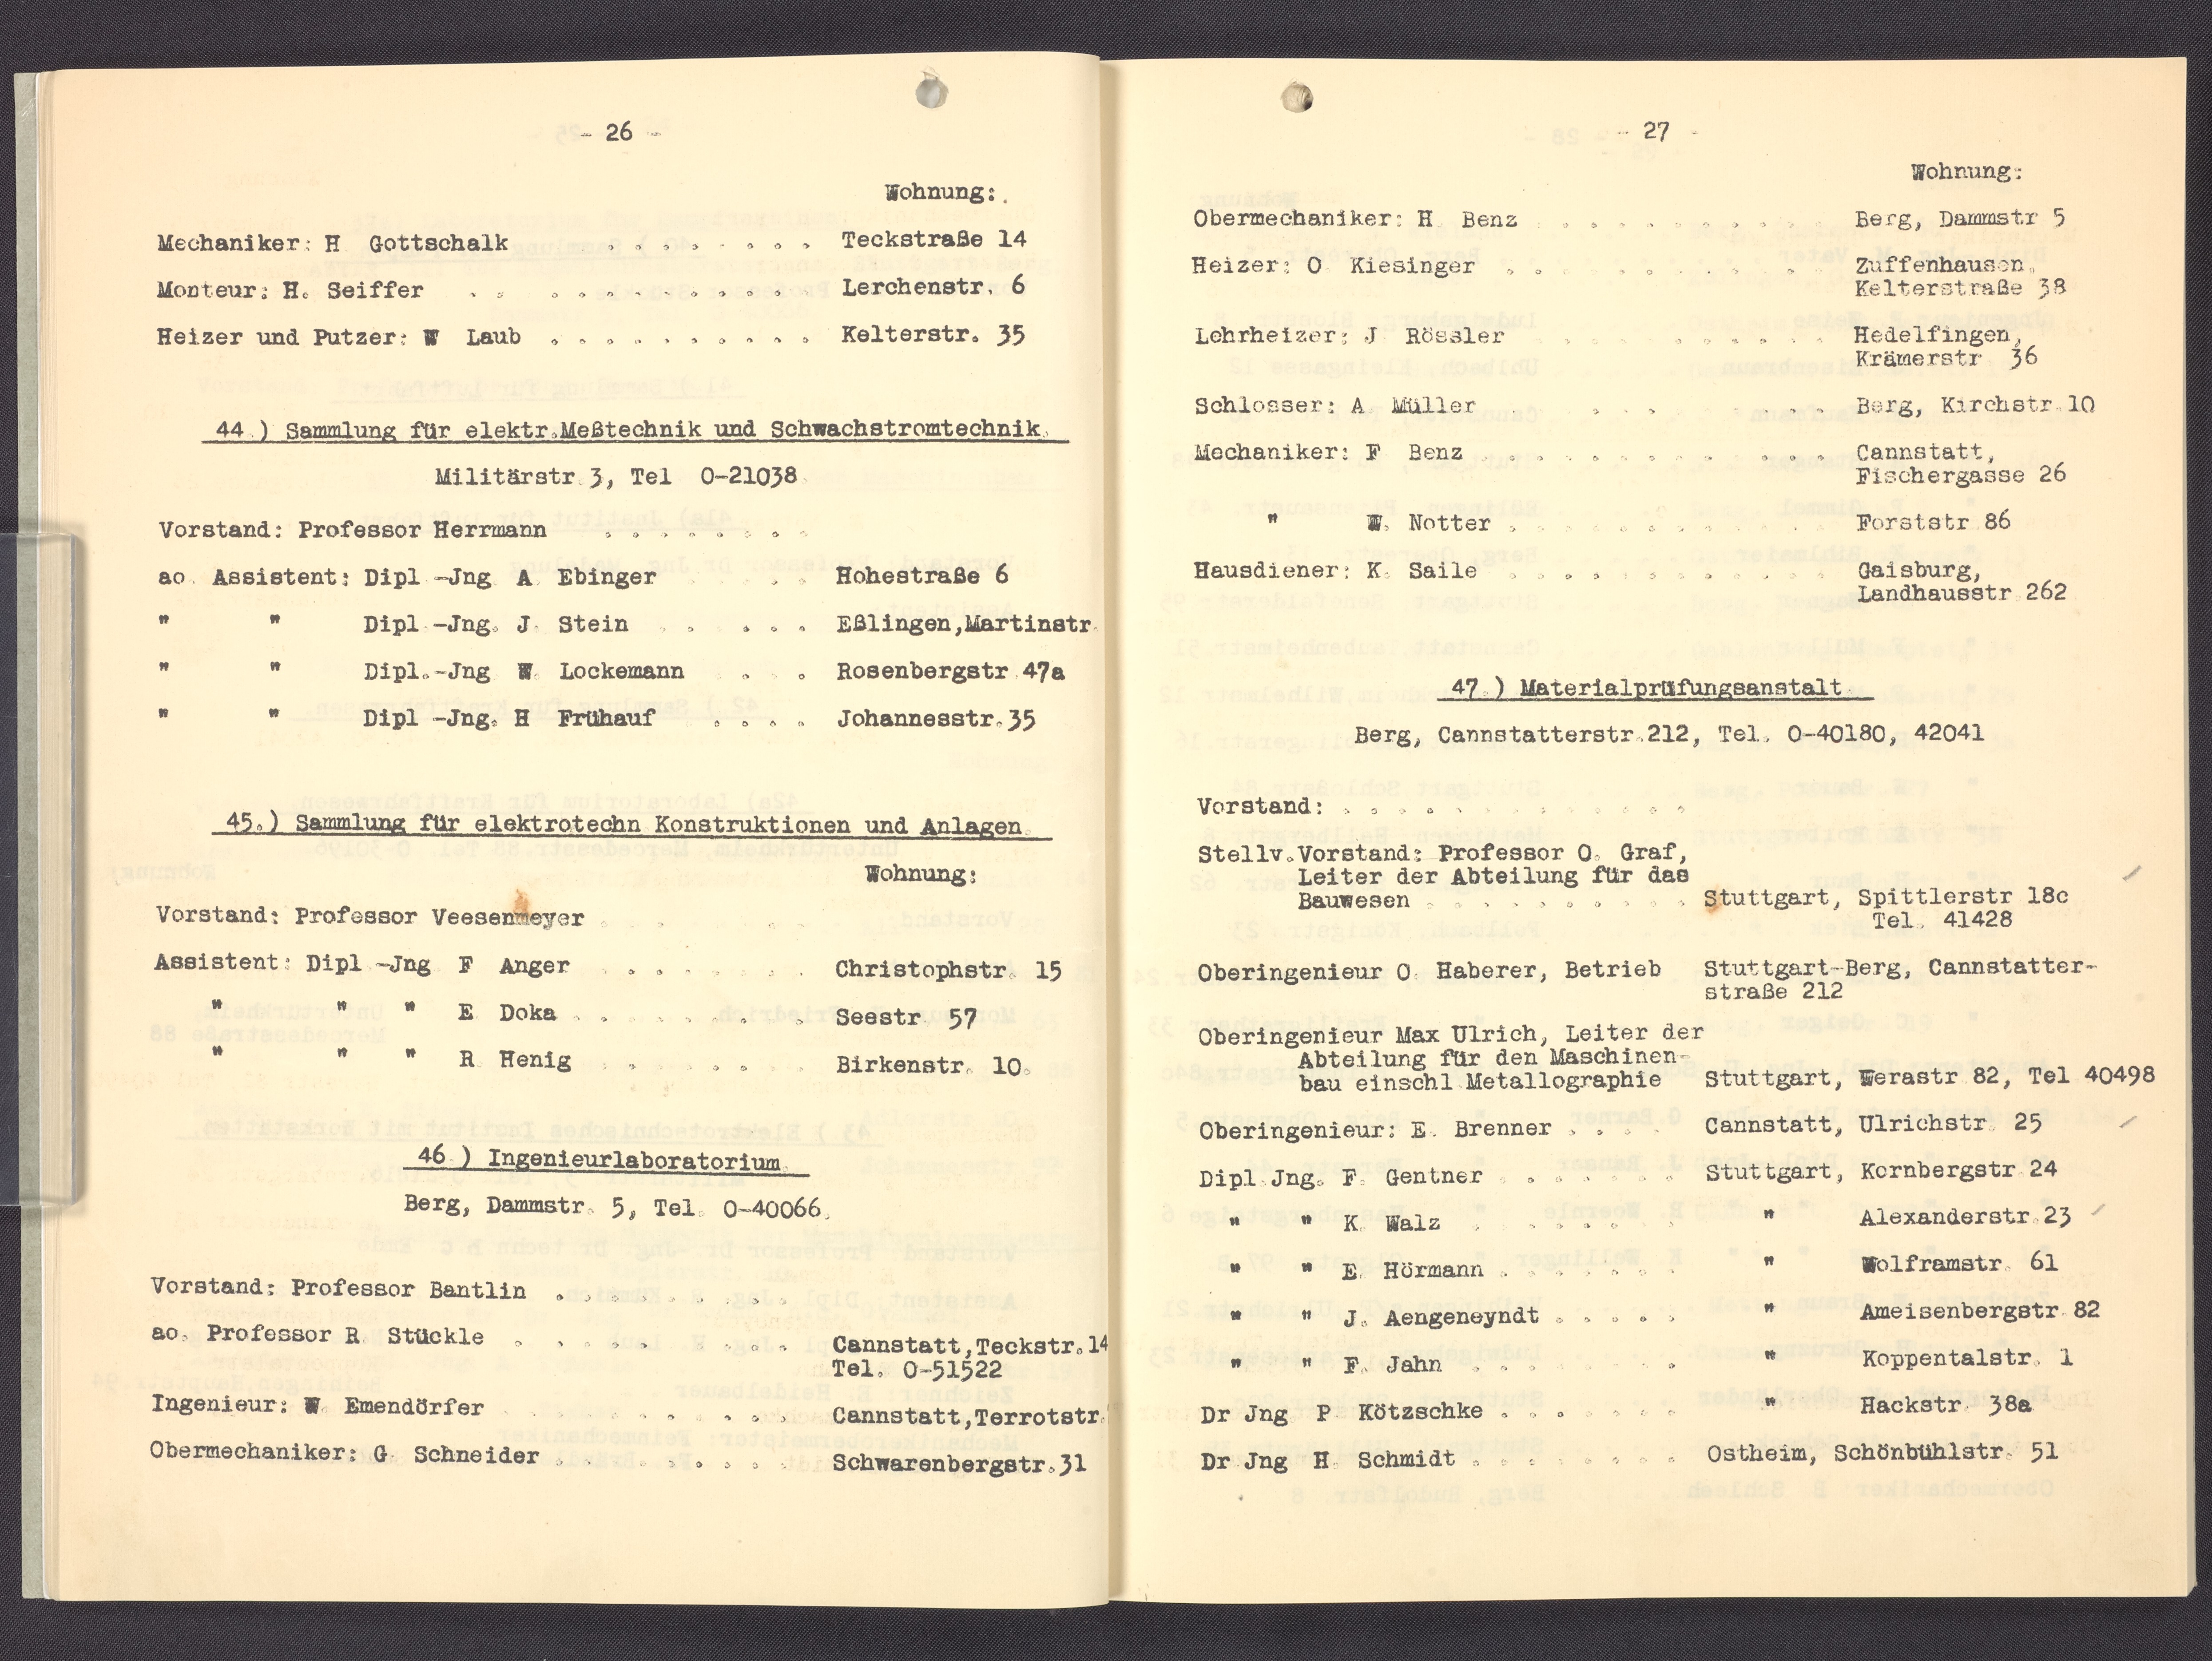 - 26 -
Wohnung:
Mechaniker: H Gottschalk . . . . . . . . Teckstraße 14
Monteur: H. Seiffer . . . . . . . . . . Lerchenstr. 6
Heizer und Putzer: W Laub . . . . . . . . . . Kelterstr. 35
44.) Sammlung für elektr.Meßtechnik und Schwachstromtechnik.
Militärstr.3, Tel 0-21038.
Vorstand: Professor Herrmann . . . . . . . .
ao. Assistent: Dipl.-Jng A. Ebinger . . . . . Hohestraße 6
" " Dipl.-Jng. J. Stein . . . . . Eßlingen,Martinstr.
" " Dipl.-Jng W. Lockemann . . . Rosenbergstr.47a
" " Dipl.-Jng. H Frühauf . . . . Johannesstr.35
45.) Sammlung für elektrotechn Konstruktionen und Anlagen.
Wohnung:
Vorstand: Professor Veesenmeyer . . . . . . .
Assistent: Dipl.-Jng F Anger . . . . . . . . Christophstr. 15
" " " E Doka . . . . . . . . . Seestr. 57
" " " R. Henig . . . . . . . Birkenstr. 10.
46.) Ingenieurlaboratorium.
Berg, Dammstr. 5, Tel. 0-40066.
Vorstand: Professor Bantlin . . . . . . . . .
ao. Professor R. Stückle . . . . . . . . . Cannstatt,Teckstr.14
Tel. 0-51522
Ingenieur: W. Emendörfer . . . . . . . . Cannstatt,Terrotstr.
Obermechaniker: G. Schneider . . . . . . . . Schwarenbergstr.31
- 27 -
Wohnung:
Obermechaniker: H. Benz . . . . . . . . . . . Berg, Dammstr 5
Heizer: O. Kiesinger . . . . . . . . . . . Zuffenhausen.
Kelterstraße 38
Lehrheizer: J Rössler . . . . . . . . . . . Hedelfingen,
Krämerstr 36
Schlosser: A. Müller . . . . . . . . . . Berg, Kirchstr.10
Mechaniker: F Benz . . . . . . . . . . . . Cannstatt,
Fischergasse 26
" W. Notter . . . . . . . . . . . . Forststr.86
Hausdiener: K. Saile . . . . . . . . . . . . Gaisburg,
Landhausstr.262
47.) Materialprüfungsanstalt.
Berg, Cannstatterstr.212, Tel. 0-40180, 42041
Vorstand: . . . . . . . . . . . . .
Stellv.Vorstand: Professor O. Graf,
Leiter der Abteilung für das
Bauwesen . . . . . . . . . . Stuttgart, Spittlerstr 18c
Tel. 41428
Oberingenieur O. Haberer, Betrieb Stuttgart-Berg, Cannstatter-
straße 212
Oberingenieur Max Ulrich, Leiter der
Abteilung für den Maschinen-
bau einschl.Metallographie Stuttgart, Werastr 82, Tel 40498
Oberingenieur: E. Brenner . . . . Cannstatt, Ulrichstr. 25
Dipl.Jng. F. Gentner . . . . . . Stuttgart, Kornbergstr.24
" " K. Walz . . . . . . . " Alexanderstr.23
" " E. Hörmann . . . . . . . " Wolframstr. 61
" " J. Aengeneyndt . . . . . " Ameisenbergstr.82
" " F. Jahn . . . . . . . " Koppentalstr. 1
Dr Jng P. Kötzschke . . . . . . . " Hackstr. 38a
Dr Jng H. Schmidt . . . . . . . . Ostheim, Schönbühlstr. 51